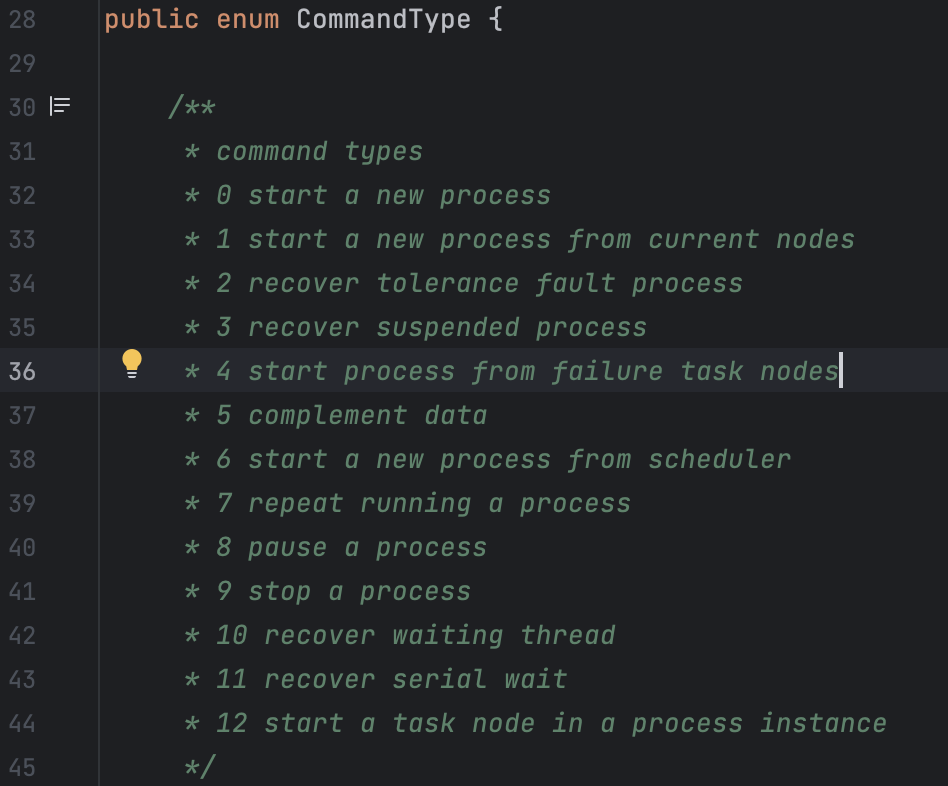 28 public enum CommandType {
29
30 /**
31 * command types
32 * 0 start a new process
33 * 1 start a new process from current nodes
34 * 2 recover tolerance fault process
35 * 3 recover suspended process
36 * 4 start process from failure task nodes
37 * 5 complement data
38 * 6 start a new process from scheduler
39 * 7 repeat running a process
40 * 8 pause a process
41 * 9 stop a process
42 * 10 recover waiting thread
43 * 11 recover serial wait
44 * 12 start a task node in a process instance
45 */